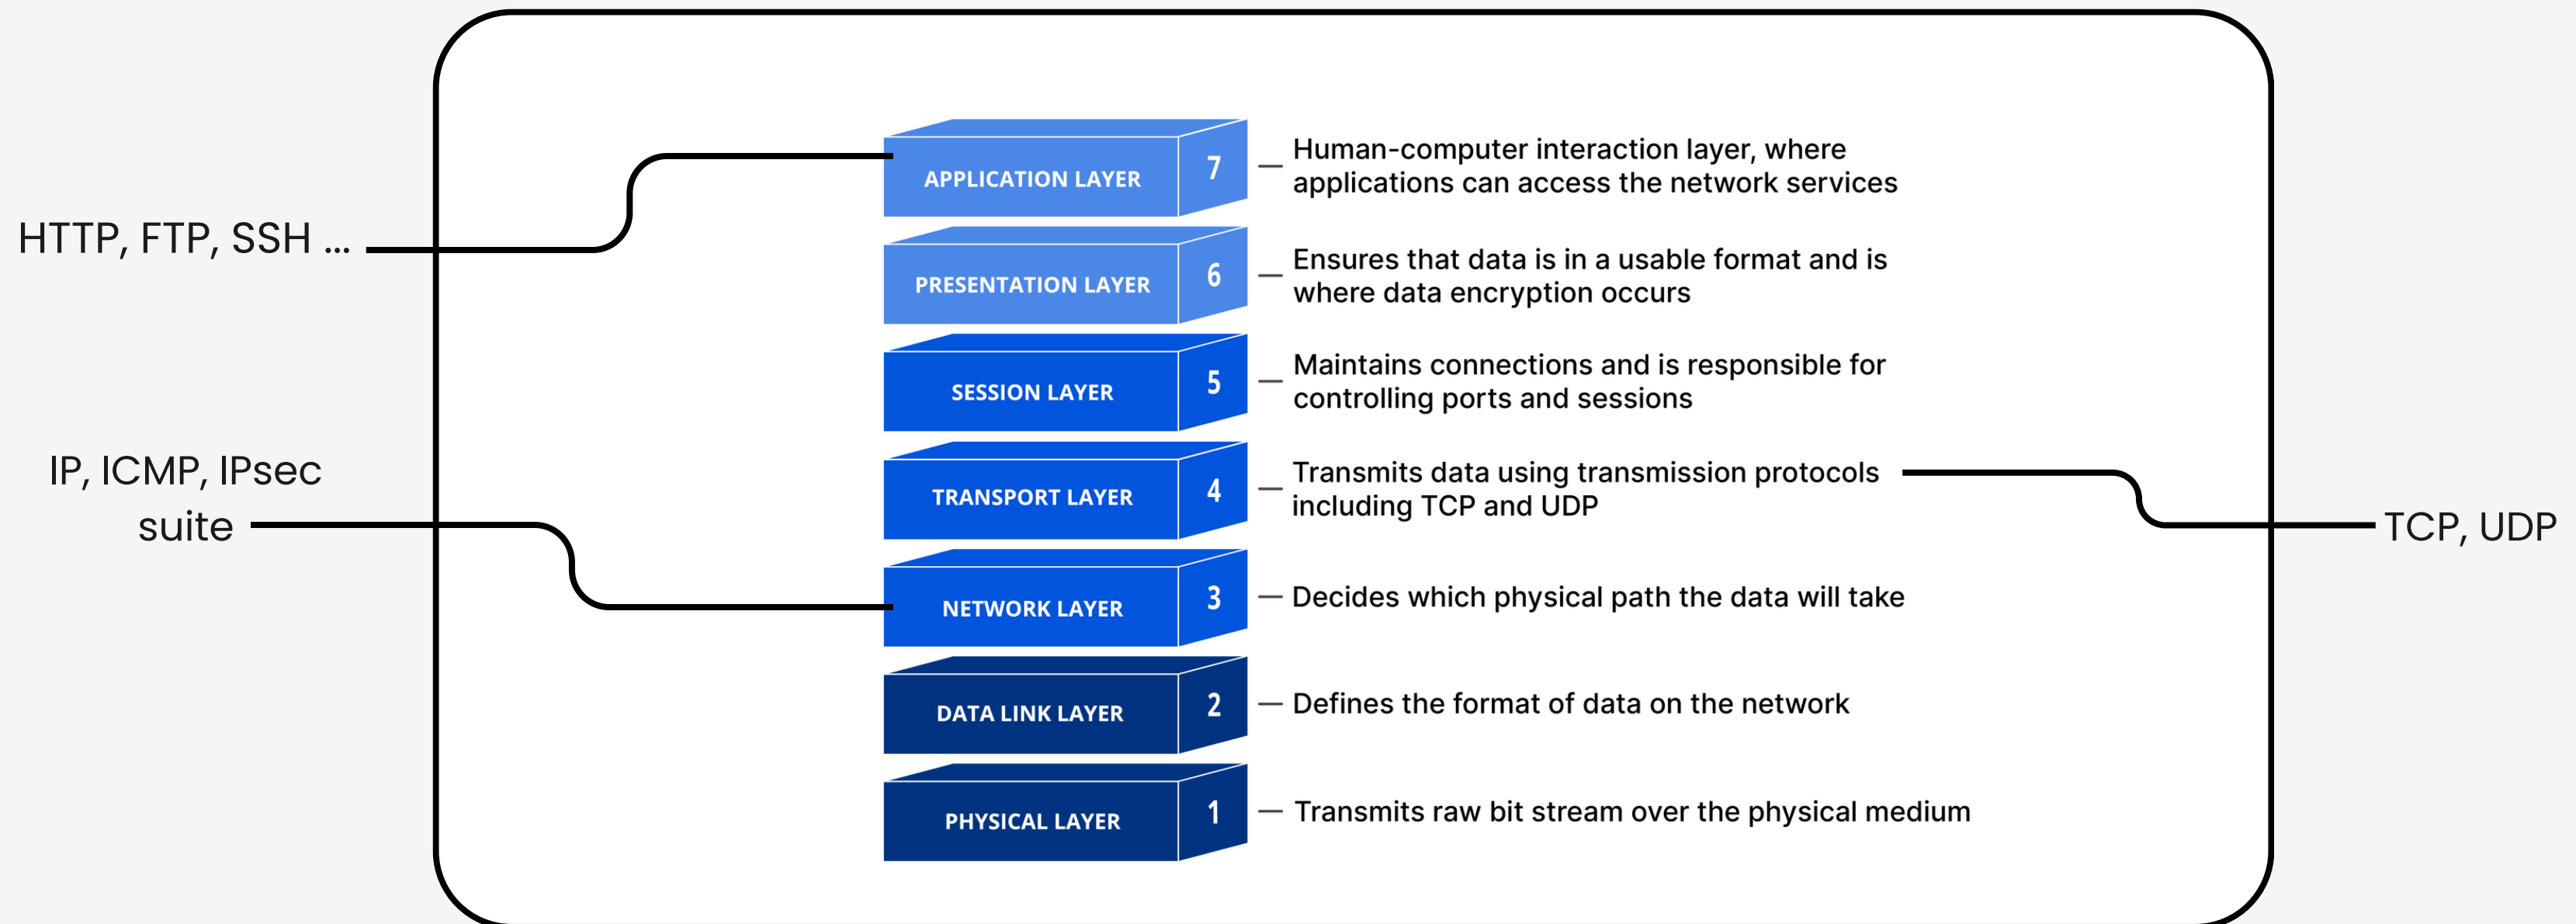 HTTP, FTP, SSH ...
IP, ICMP, IPsec
suite
APPLICATION LAYER
7
Human-computer interaction layer, where
applications can access the network services
PRESENTATION LAYER
6
Ensures that data is in a usable format and is
where data encryption occurs
SESSION LAYER
5
Maintains connections and is responsible for
controlling ports and sessions
TRANSPORT LAYER
4
Transmits data using transmission protocols
including TCP and UDP
NETWORK LAYER
3
Decides which physical path the data will take
DATA LINK LAYER
2
Defines the format of data on the network
PHYSICAL LAYER
1
Transmits raw bit stream over the physical medium
TCP, UDP